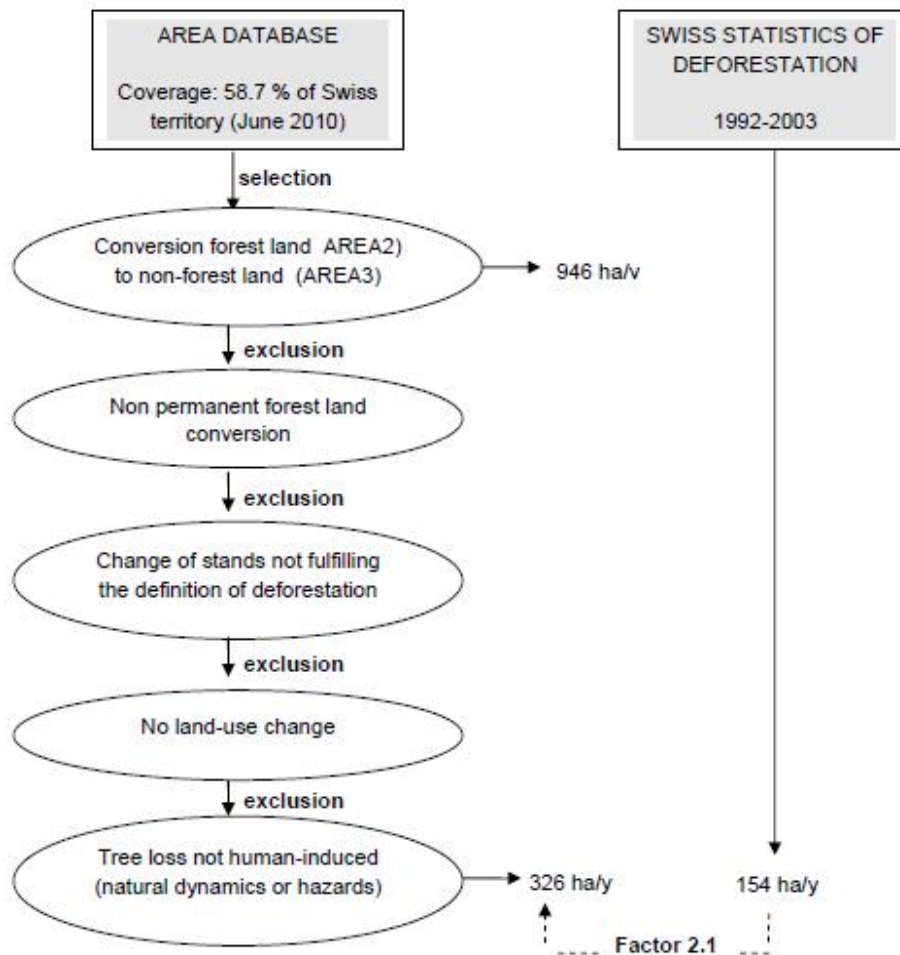 AREA DATABASE
Coverage: 58.7 % of Swiss
territory (June 2010)
SWISS STATISTICS OF
DEFORESTATION
1992-2003
selection
Conversion forest land  AREA2)
to non-forest land  (AREA3)
946 ha/v
exclusion
Non permanent forest land
conversion
exclusion
Change of stands not fulfilling
the definition of deforestation
exclusion
No land-use change
exclusion
Tree loss not human-induced
(natural dynamics or hazards)
326 ha/y
154 ha/y
Factor 2.1